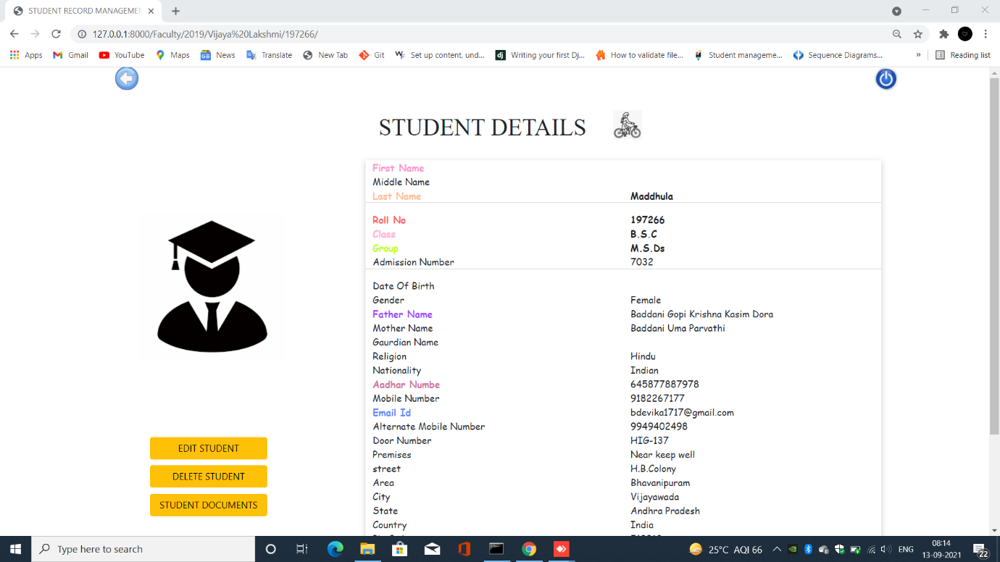 STUDENT RECORD MANAGEMEN
127.0.0.1:8000/Faculty/2019/Vijaya%20Lakshmi/197266/
Apps Gmail YouTube Maps News Translate New Tab Git Set up content, und... Writing your first Dj... How to validate file... Student manageme... Sequence Diagrams... » Reading list
STUDENT DETAILS
First Name
Middle Name
Last Name Maddhula
Roll No 197266
Class B.S.C
Group M.S.Ds
Admission Number 7032
Date Of Birth
Gender Female
Father Name Baddani Gopi Krishna Kasim Dora
Mother Name Baddani Uma Parvathi
Gaurdian Name
Religion Hindu
Nationality Indian
Aadhar Numbe 645877887978
Mobile Number 9182267177
Email Id bdevika1717@gmail.com
Alternate Mobile Number 9949402498
Door Number HIG-137
Premises Near keep well
street H.B.Colony
Area Bhavanipuram
City Vijayawada
State Andhra Pradesh
Country India
EDIT STUDENT
DELETE STUDENT
STUDENT DOCUMENTS
Type here to search
25°C AQI 66
ENG
08:14
13-09-2021
22